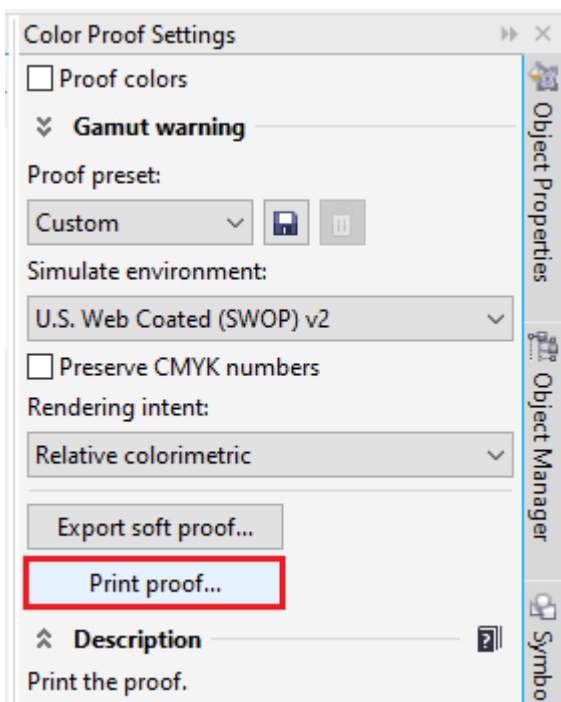 Color Proof Settings
Proof colors
Gamut warning
Proof preset:
Custom
Simulate environment:
U.S. Web Coated (SWOP) v2
Preserve CMYK numbers
Rendering intent:
Relative colorimetric
Export soft proof...
Print proof...
Description
Print the proof.
Object Properties
Object Manager
Symbo